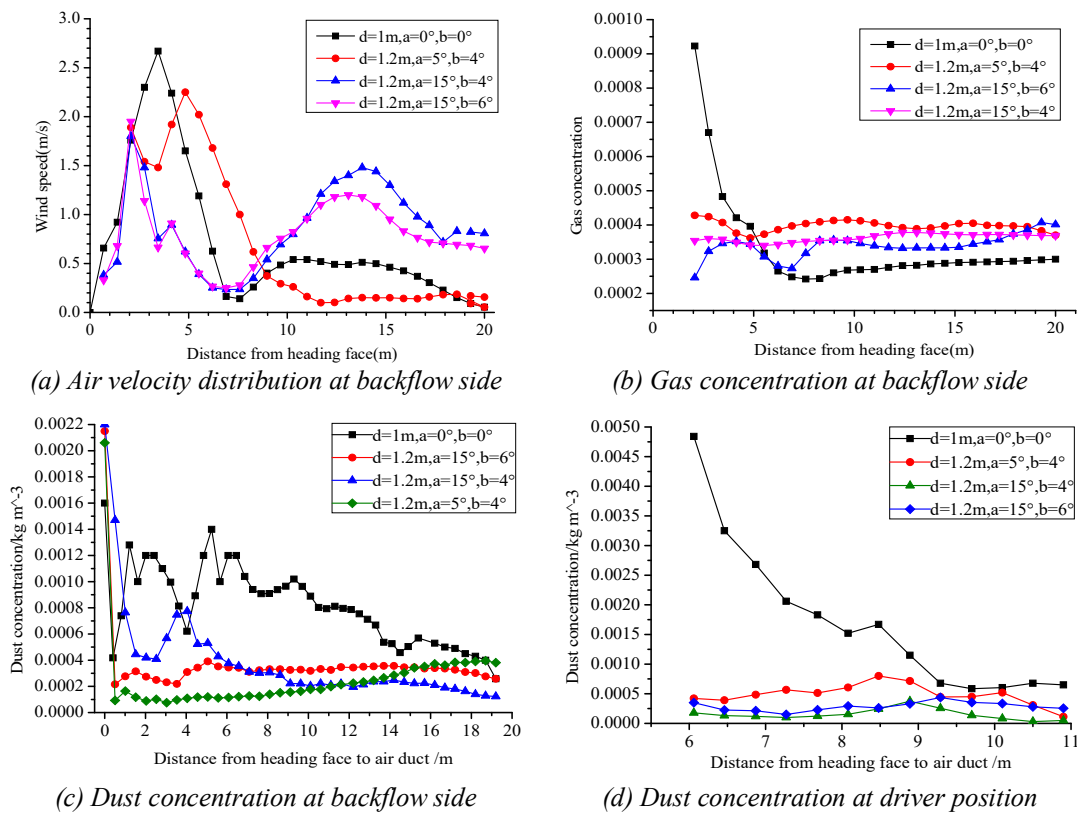 3.0
2.5
2.0
1.5
1.0
0.5
0.0
Wind speed(m/s)
0 5 10 15 20
Distance from heading face(m)
d=1m,a=0°,b=0°
d=1.2m,a=5°,b=4°
d=1.2m,a=15°,b=4°
d=1.2m,a=15°,b=6°
(a) Air velocity distribution at backflow side
0.0010
0.0009
0.0008
0.0007
0.0006
0.0005
0.0004
0.0003
0.0002
Gas concentration
0 5 10 15 20
Distance from heading face(m)
d=1m,a=0°,b=0°
d=1.2m,a=5°,b=4°
d=1.2m,a=15°,b=6°
d=1.2m,a=15°,b=4°
(b) Gas concentration at backflow side
0.0022
0.0020
0.0018
0.0016
0.0014
0.0012
0.0010
0.0008
0.0006
0.0004
0.0002
0.0000
Dust concentration/kg m^-3
0 2 4 6 8 10 12 14 16 18 20
Distance from heading face to air duct /m
d=1m,a=0°,b=0°
d=1.2m,a=15°,b=6°
d=1.2m,a=15°,b=4°
d=1.2m,a=5°,b=4°
(c) Dust concentration at backflow side
0.0050
0.0045
0.0040
0.0035
0.0030
0.0025
0.0020
0.0015
0.0010
0.0005
0.0000
Dust concentration/kg m^-3
6 7 8 9 10 11
Distance from heading face to air duct /m
d=1m,a=0°,b=0°
d=1.2m,a=5°,b=4°
d=1.2m,a=15°,b=4°
d=1.2m,a=15°,b=6°
(d) Dust concentration at driver position